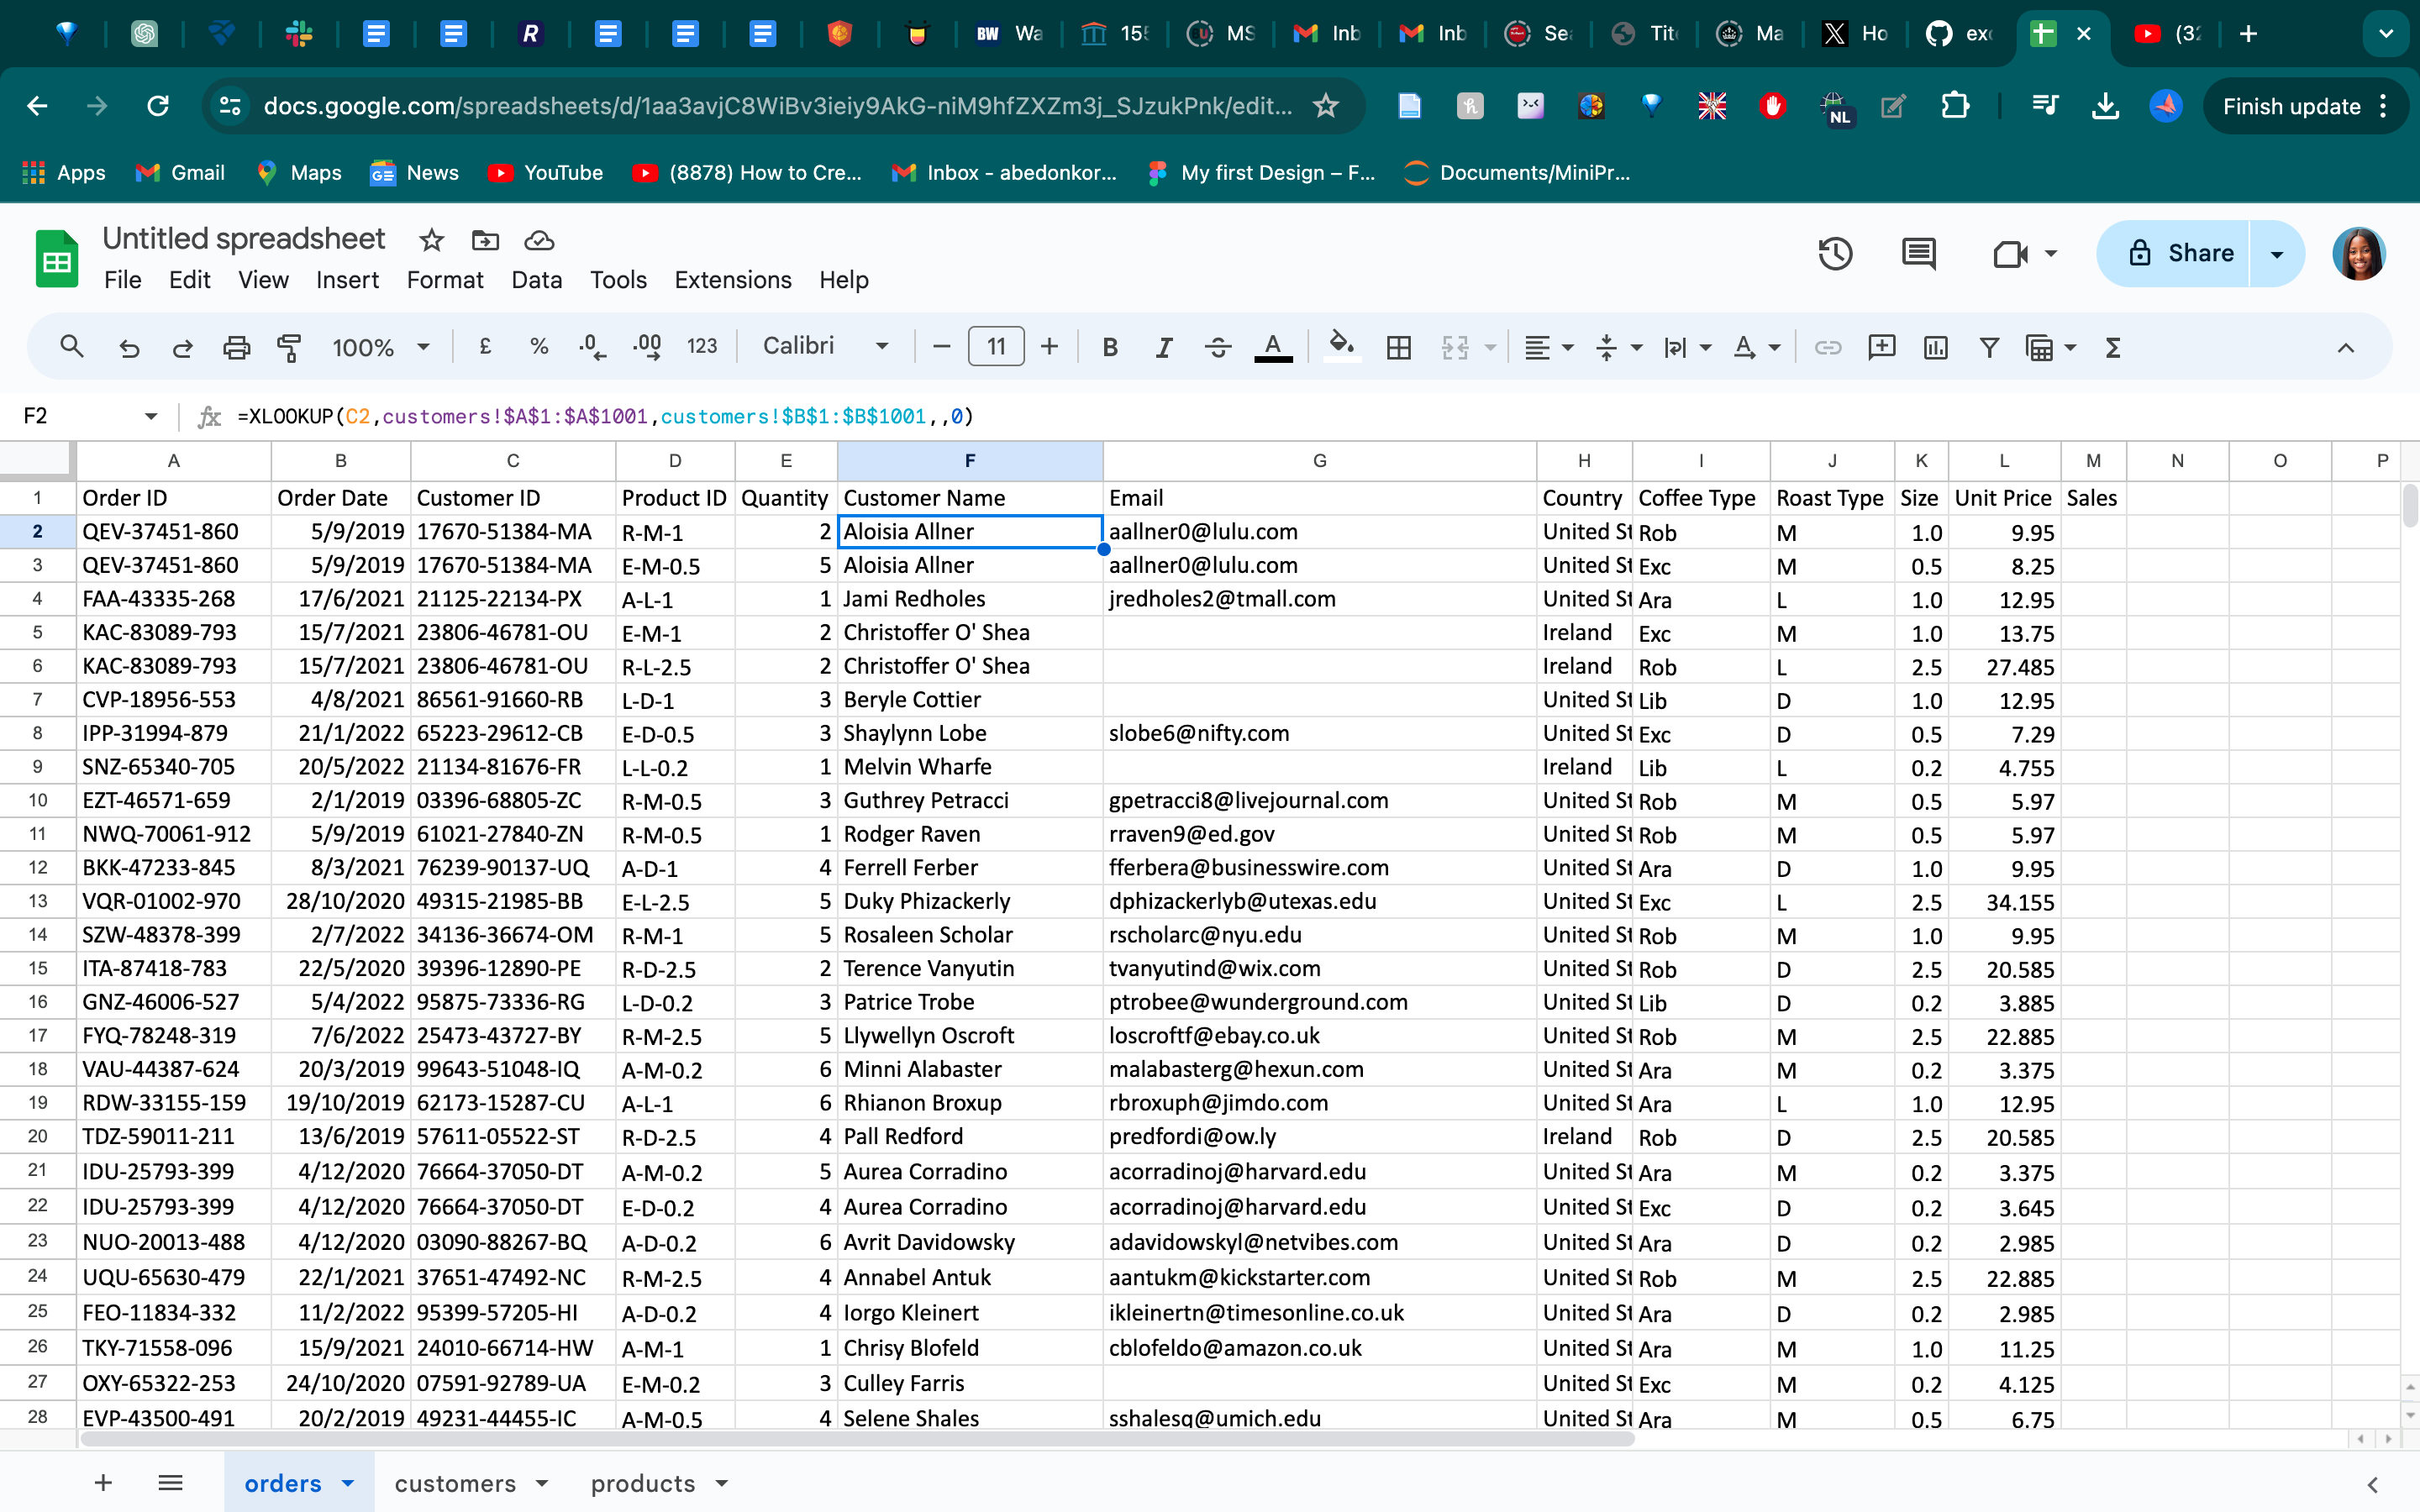 BW Wa 155 MS Inb Inb Sea Tit Ma Ho exc (32
docs.google.com/spreadsheets/d/1aa3avjC8WiBv3ieiy9AkG-niM9hfZXZm3j_SJzukPnk/edit... NL Finish update
Apps Gmail Maps News YouTube (8878) How to Cre... Inbox - abedonkor... My first Design – F... Documents/MiniPr...
Untitled spreadsheet
File Edit View Insert Format Data Tools Extensions Help Share
100% £ % .0 .00 123 Calibri 11 B I S A
F2 fx =XLOOKUP(C2,customers!$A$1:$A$1001,customers!$B$1:$B$1001,,0)
A B C D E F G H I J K L M N O P
1 Order ID Order Date Customer ID Product ID Quantity Customer Name Email Country Coffee Type Roast Type Size Unit Price Sales
2 QEV-37451-860 5/9/2019 17670-51384-MA R-M-1 2 Aloisia Allner aallner0@lulu.com United St Rob M 1.0 9.95
3 QEV-37451-860 5/9/2019 17670-51384-MA E-M-0.5 5 Aloisia Allner aallner0@lulu.com United St Exc M 0.5 8.25
4 FAA-43335-268 17/6/2021 21125-22134-PX A-L-1 1 Jami Redholes jredholes2@tmall.com United St Ara L 1.0 12.95
5 KAC-83089-793 15/7/2021 23806-46781-OU E-M-1 2 Christoffer O' Shea Ireland Exc M 1.0 13.75
6 KAC-83089-793 15/7/2021 23806-46781-OU R-L-2.5 2 Christoffer O' Shea Ireland Rob L 2.5 27.485
7 CVP-18956-553 4/8/2021 86561-91660-RB L-D-1 3 Beryle Cottier United St Lib D 1.0 12.95
8 IPP-31994-879 21/1/2022 65223-29612-CB E-D-0.5 3 Shaylynn Lobe slobe6@nifty.com United St Exc D 0.5 7.29
9 SNZ-65340-705 20/5/2022 21134-81676-FR L-L-0.2 1 Melvin Wharfe Ireland Lib L 0.2 4.755
10 EZT-46571-659 2/1/2019 03396-68805-ZC R-M-0.5 3 Guthrey Petracci gpetracci8@livejournal.com United St Rob M 0.5 5.97
11 NWQ-70061-912 5/9/2019 61021-27840-ZN R-M-0.5 1 Rodger Raven rraven9@ed.gov United St Rob M 0.5 5.97
12 BKK-47233-845 8/3/2021 76239-90137-UQ A-D-1 4 Ferrell Ferber fferbera@businesswire.com United St Ara D 1.0 9.95
13 VQR-01002-970 28/10/2020 49315-21985-BB E-L-2.5 5 Duky Phizackerly dphizackerlyb@utexas.edu United St Exc L 2.5 34.155
14 SZW-48378-399 2/7/2022 34136-36674-OM R-M-1 5 Rosaleen Scholar rscholarc@nyu.edu United St Rob M 1.0 9.95
15 ITA-87418-783 22/5/2020 39396-12890-PE R-D-2.5 2 Terence Vanyutin tvanyutind@wix.com United St Rob D 2.5 20.585
16 GNZ-46006-527 5/4/2022 95875-73336-RG L-D-0.2 3 Patrice Trobe ptrobee@wunderground.com United St Lib D 0.2 3.885
17 FYQ-78248-319 7/6/2022 25473-43727-BY R-M-2.5 5 Llywellyn Oscroft loscroftf@ebay.co.uk United St Rob M 2.5 22.885
18 VAU-44387-624 20/3/2019 99643-51048-IQ A-M-0.2 6 Minni Alabaster malabasterg@hexun.com United St Ara M 0.2 3.375
19 RDW-33155-159 19/10/2019 62173-15287-CU A-L-1 6 Rhianon Broxup rbroxuph@jimdo.com United St Ara L 1.0 12.95
20 TDZ-59011-211 13/6/2019 57611-05522-ST R-D-2.5 4 Pall Redford predfordi@ow.ly Ireland Rob D 2.5 20.585
21 IDU-25793-399 4/12/2020 76664-37050-DT A-M-0.2 5 Aurea Corradino acorradinoj@harvard.edu United St Ara M 0.2 3.375
22 IDU-25793-399 4/12/2020 76664-37050-DT E-D-0.2 4 Aurea Corradino acorradinoj@harvard.edu United St Exc D 0.2 3.645
23 NUO-20013-488 4/12/2020 03090-88267-BQ A-D-0.2 6 Avrit Davidowsky adavidowskyl@netvibes.com United St Ara D 0.2 2.985
24 UQU-65630-479 22/1/2021 37651-47492-NC R-M-2.5 4 Annabel Antuk aantukm@kickstarter.com United St Rob M 2.5 22.885
25 FEO-11834-332 11/2/2022 95399-57205-HI A-D-0.2 4 Iorgo Kleinert ikleinertn@timesonline.co.uk United St Ara D 0.2 2.985
26 TKY-71558-096 15/9/2021 24010-66714-HW A-M-1 1 Chrisy Blofeld cblofeldo@amazon.co.uk United St Ara M 1.0 11.25
27 OXY-65322-253 24/10/2020 07591-92789-UA E-M-0.2 3 Culley Farris United St Exc M 0.2 4.125
28 EVP-43500-491 20/2/2019 49231-44455-IC A-M-0.5 4 Selene Shales sshalesq@umich.edu United St Ara M 0.5 6.75
orders customers products